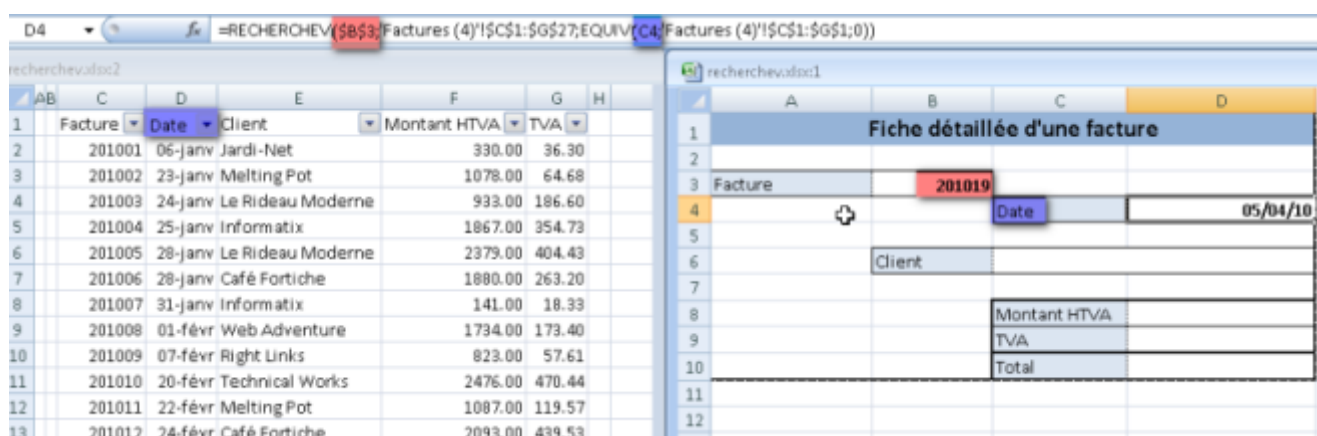 D4 fx =RECHERCHEV($B$3;'Factures (4)'!$C$1:$G$27;EQUIV(C4;'Factures (4)'!$C$1:$G$1;0))
recherchev.xlsx:2
A B C D E F G H
1 Facture Date Client Montant HTVA TVA
2 201001 06-janv Jardi-Net 330.00 36.30
3 201002 23-janv Melting Pot 1078.00 64.68
4 201003 24-janv Le Rideau Moderne 933.00 186.60
5 201004 25-janv Informatix 1867.00 354.73
6 201005 28-janv Le Rideau Moderne 2379.00 404.43
7 201006 28-janv Café Fortiche 1880.00 263.20
8 201007 31-janv Informatix 141.00 18.33
9 201008 01-févr Web Adventure 1734.00 173.40
10 201009 07-févr Right Links 823.00 57.61
11 201010 20-févr Technical Works 2476.00 470.44
12 201011 22-févr Melting Pot 1087.00 119.57
13 201012 24-févr Café Fortiche 2093.00 439.53
recherchev.xlsx:1
A B C D
1 Fiche détaillée d'une facture
2
3 Facture 201019
4 Date 05/04/10
5
6 Client
7
8 Montant HTVA
9 TVA
10 Total
11
12